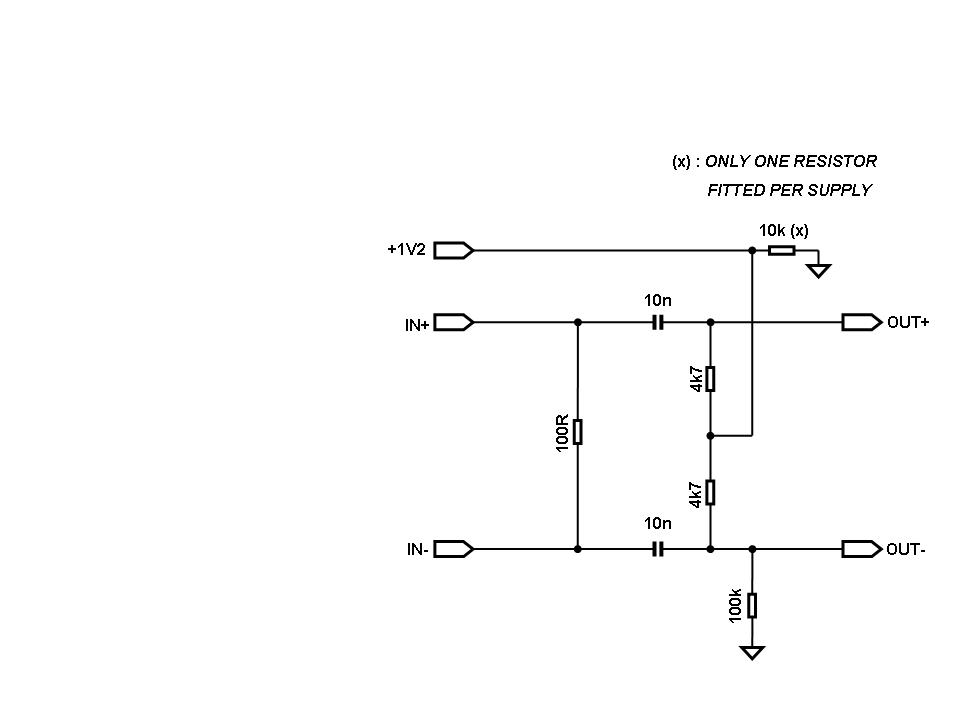 (x) : ONLY ONE RESISTOR
FITTED PER SUPPLY
10k (x)
+1V2
10n
IN+
OUT+
4k7
100R
4k7
10n
IN-
OUT-
100k